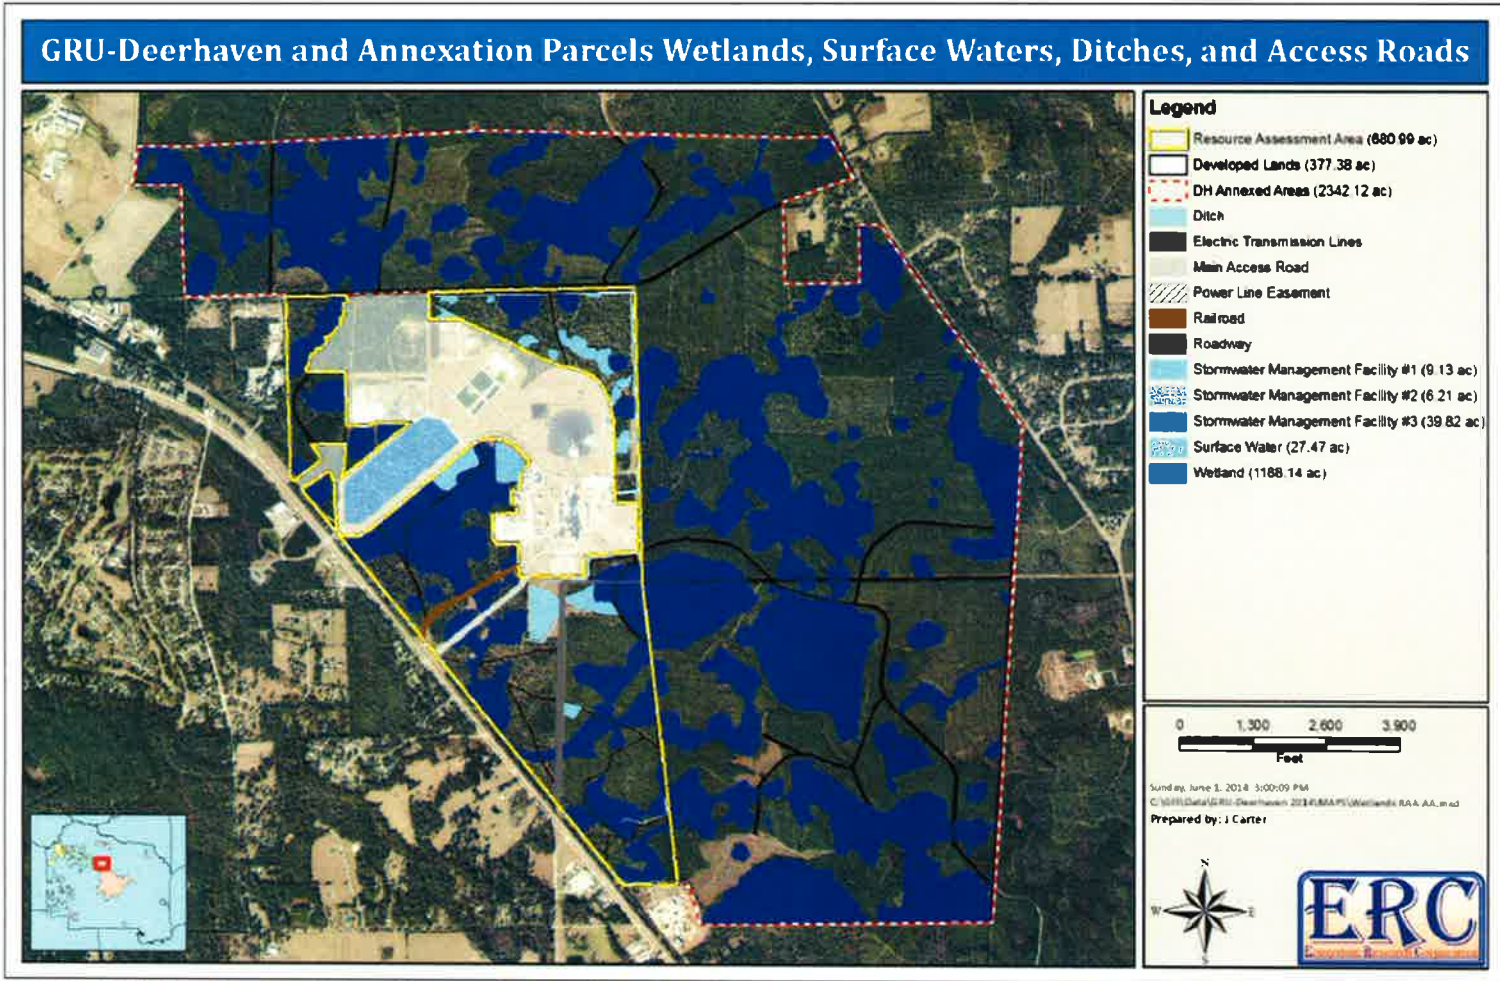 GRU-Deerhaven and Annexation Parcels Wetlands, Surface Waters, Ditches, and Access Roads
Legend
Resource Assessment Area (680.99 ac)
Developed Lands (377.38 ac)
DH Annexed Areas (2342.12 ac)
Ditch
Electric Transmission Lines
Main Access Road
Power Line Easement
Railroad
Roadway
Stormwater Management Facility #1 (9.13 ac)
Stormwater Management Facility #2 (6.21 ac)
Stormwater Management Facility #3 (39.82 ac)
Surface Water (27.47 ac)
Wetland (1188.14 ac)
0 1,300 2,600 3,900
Feet
Sunday, June 1, 2014 3:00:09 PM
Prepared by: J Carter
N
W E
S
ERC